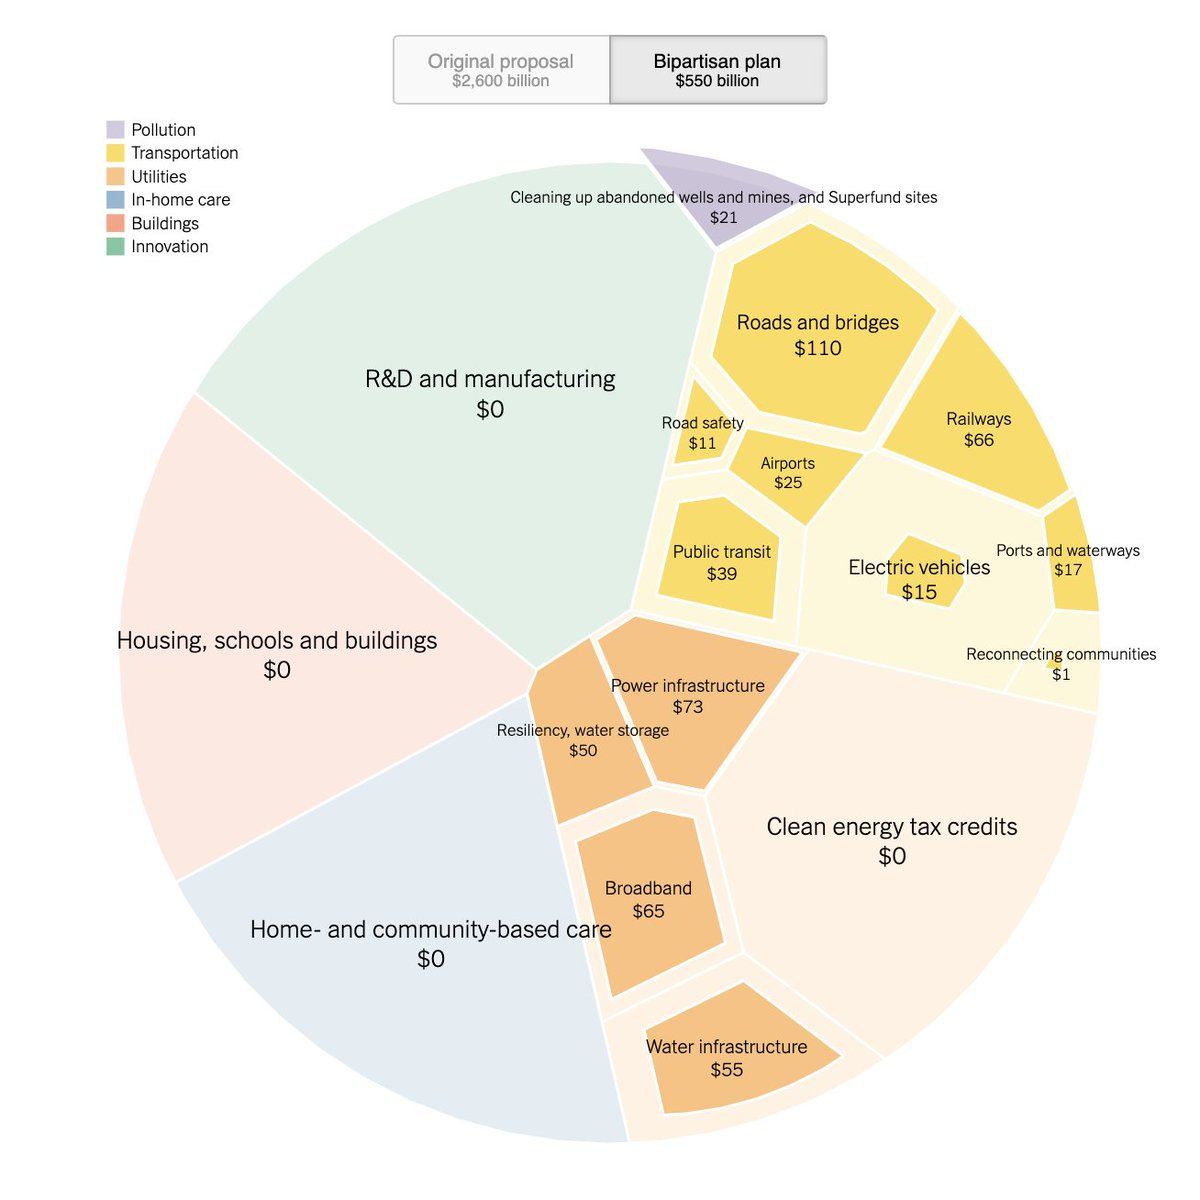 Original proposal
$2,600 billion
Bipartisan plan
$550 billion
Pollution
Transportation
Utilities
In-home care
Buildings
Innovation
Cleaning up abandoned wells and mines, and Superfund sites
$21
Roads and bridges
$110
R&D and manufacturing
$0
Road safety
$11
Railways
$66
Airports
$25
Public transit
$39
Electric vehicles
$15
Ports and waterways
$17
Housing, schools and buildings
$0
Reconnecting communities
$1
Power infrastructure
$73
Resiliency, water storage
$50
Clean energy tax credits
$0
Broadband
$65
Home- and community-based care
$0
Water infrastructure
$55